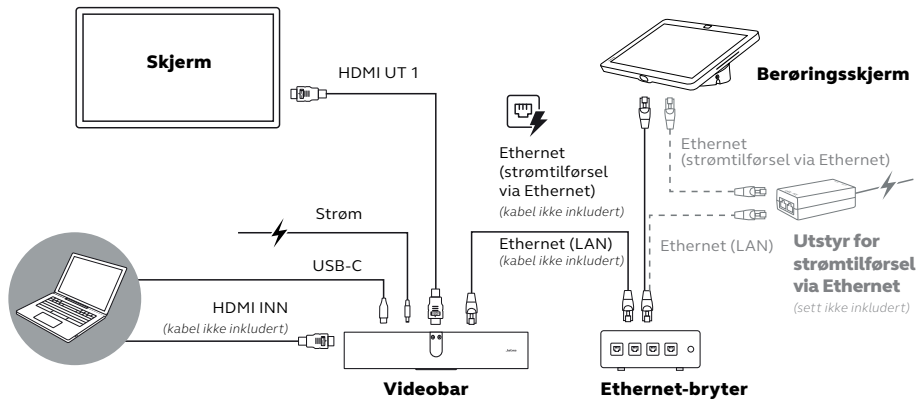 Skjerm
HDMI UT 1
Berøringsskjerm
Ethernet
(strømtilførsel
via Ethernet)
(kabel ikke inkludert)
Ethernet
(strømtilførsel via Ethernet)
Strøm
USB-C
HDMI INN
(kabel ikke inkludert)
Ethernet (LAN)
(kabel ikke inkludert)
Ethernet (LAN)
Utstyr for
strømtilførsel
via Ethernet
(sett ikke inkludert)
Jabra
Videobar
Ethernet-bryter